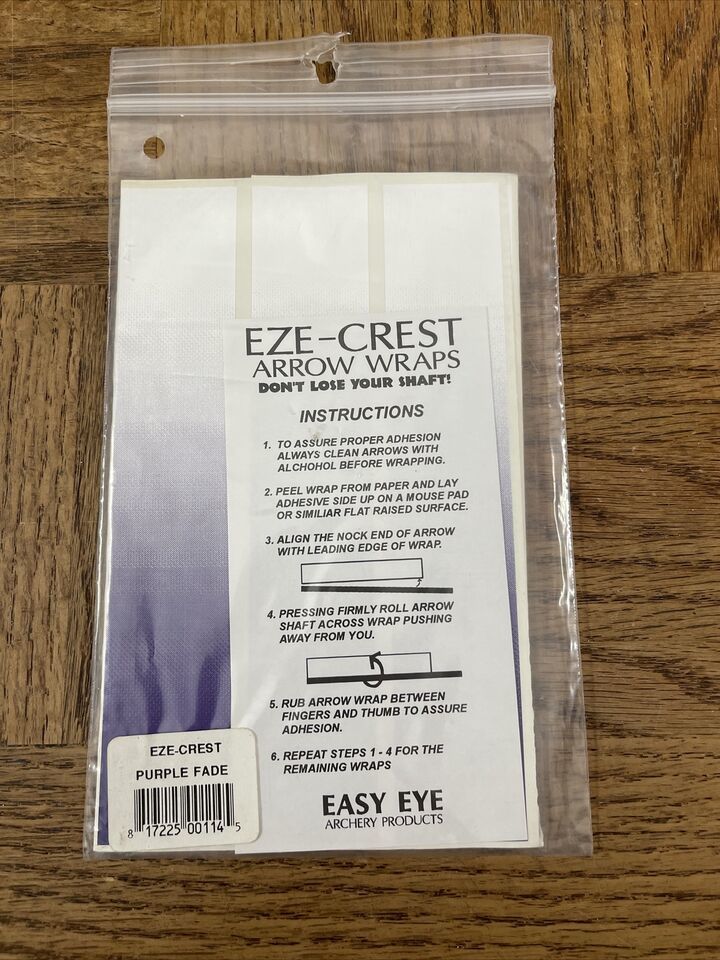 EZE-CREST
ARROW WRAPS
DON'T LOSE YOUR SHAFT!
INSTRUCTIONS
1. TO ASSURE PROPER ADHESION
ALWAYS CLEAN ARROWS WITH
ALCHOHOL BEFORE WRAPPING.
2. PEEL WRAP FROM PAPER AND LAY
ADHESIVE SIDE UP ON A MOUSE PAD
OR SIMILIAR FLAT RAISED SURFACE.
3. ALIGN THE NOCK END OF ARROW
WITH LEADING EDGE OF WRAP.
4. PRESSING FIRMLY ROLL ARROW
SHAFT ACROSS WRAP PUSHING
AWAY FROM YOU.
5. RUB ARROW WRAP BETWEEN
FINGERS AND THUMB TO ASSURE
ADHESION.
6. REPEAT STEPS 1 - 4 FOR THE
REMAINING WRAPS
EASY EYE
ARCHERY PRODUCTS
EZE-CREST
PURPLE FADE
8 17225 00114 5